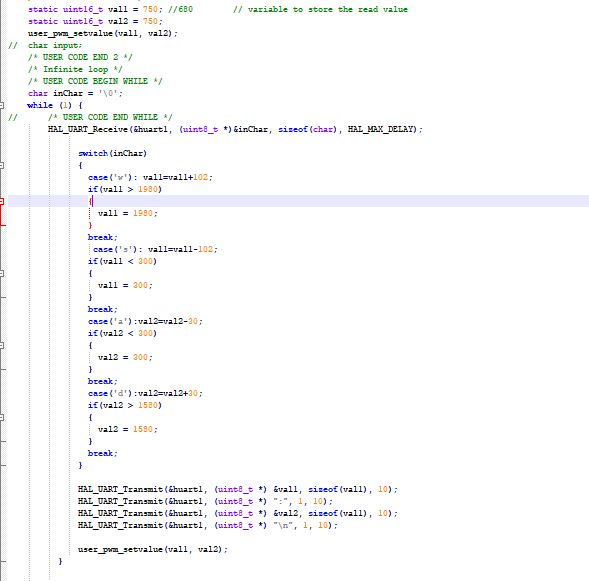 static uint16_t val1 = 750; //680 // variable to store the read value
static uint16_t val2 = 750;
user_pwm_setvalue(val1, val2);
// char input;
/* USER CODE END 2 */
/* Infinite loop */
/* USER CODE BEGIN WHILE */
char inChar = '\0';
while (1) {
// /* USER CODE END WHILE */
HAL_UART_Receive(&huart1, (uint8_t *)&inChar, sizeof(char), HAL_MAX_DELAY);
switch(inChar)
{
case('w'): val1=val1+102;
if(val1 > 1980)
{
val1 = 1980;
}
break;
case('s'): val1=val1-102;
if(val1 < 300)
{
val1 = 300;
}
break;
case('a'):val2=val2-30;
if(val2 < 300)
{
val2 = 300;
}
break;
case('d'):val2=val2+30;
if(val2 > 1580)
{
val2 = 1580;
}
break;
}
HAL_UART_Transmit(&huart1, (uint8_t *) &val1, sizeof(val1), 10);
HAL_UART_Transmit(&huart1, (uint8_t *) ":", 1, 10);
HAL_UART_Transmit(&huart1, (uint8_t *) &val2, sizeof(val1), 10);
HAL_UART_Transmit(&huart1, (uint8_t *) "\n", 1, 10);
user_pwm_setvalue(val1, val2);
}